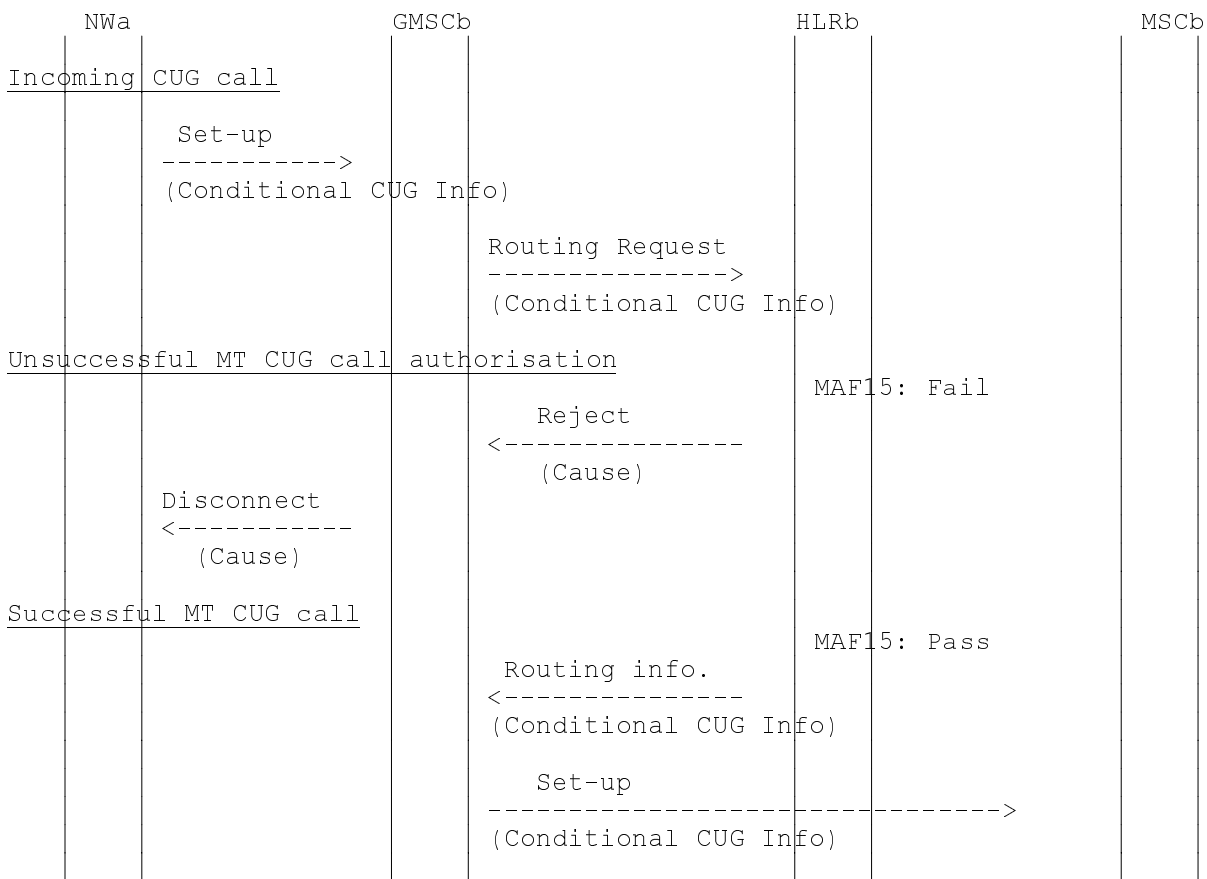 NWa GMSCb HLRb MSCb
Incoming CUG call
Set-up
----------->
(Conditional CUG Info)
Routing Request
--------------->
(Conditional CUG Info)
Unsuccessful MT CUG call authorisation
MAF15: Fail
Reject
<---------------
(Cause)
Disconnect
<-----------
(Cause)
Successful MT CUG call
MAF15: Pass
Routing info.
<---------------
(Conditional CUG Info)
Set-up
-------------------------------->
(Conditional CUG Info)